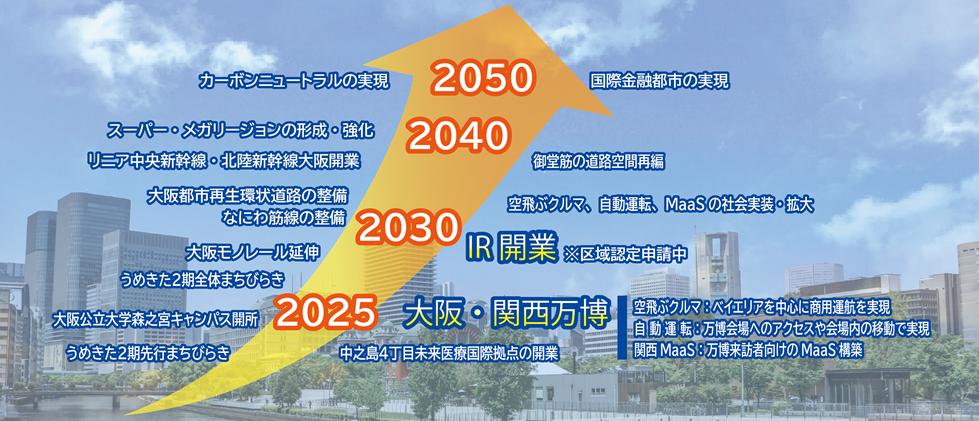 2050
カーボンニュートラルの実現
国際金融都市の実現
2040
スーパー・メガリージョンの形成・強化
リニア中央新幹線・北陸新幹線大阪開業
御堂筋の道路空間再編
大阪都市再生環状道路の整備
なにわ筋線の整備
空飛ぶクルマ、自動運転、MaaSの社会実装・拡大
2030
IR開業 ※区域認定申請中
大阪モノレール延伸
うめきた2期全体まちびらき
2025
大阪・関西万博
空飛ぶクルマ：ベイエリアを中心に商用運航を実現
自動運転：万博会場へのアクセスや会場内の移動で実現
関西MaaS：万博来訪者向けのMaaS構築
大阪公立大学森之宮キャンパス開所
うめきた2期先行まちびらき
中之島4丁目未来医療国際拠点の開業